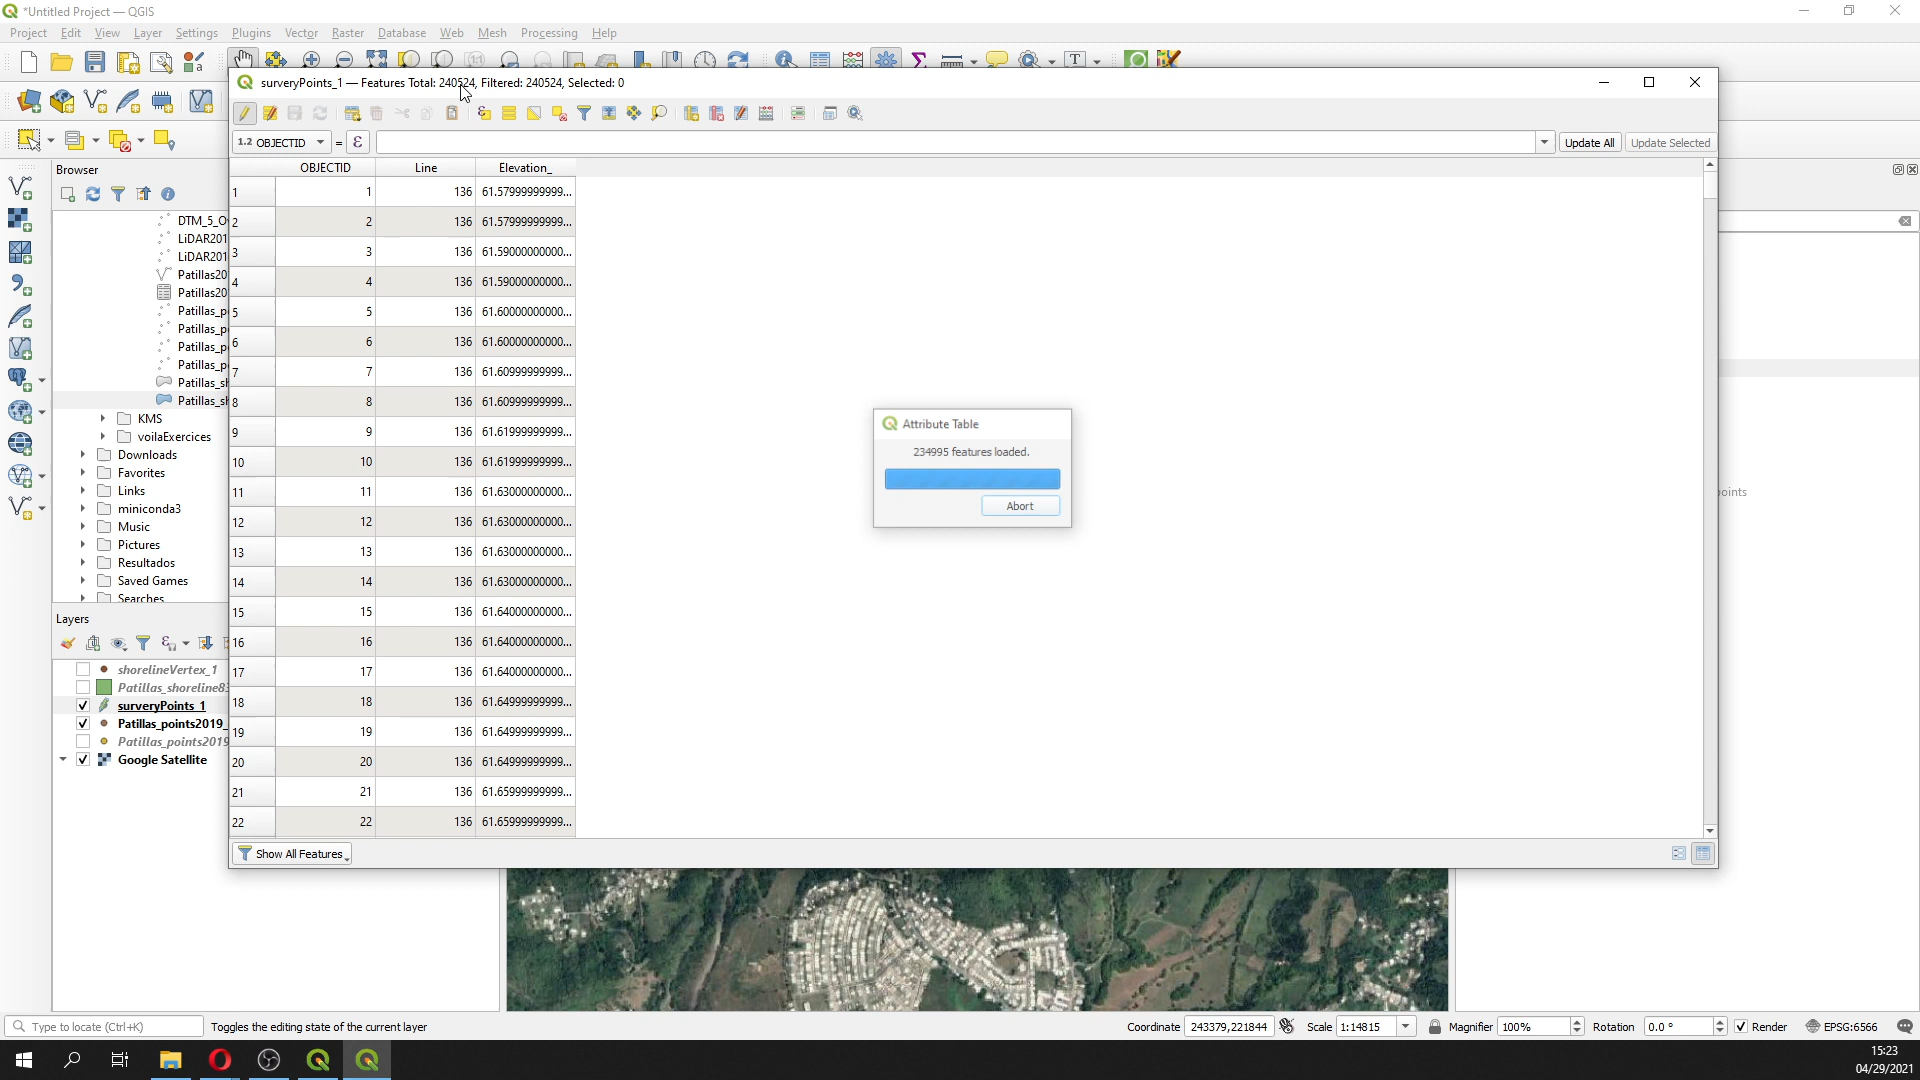 *Untitled Project — QGIS
Project Edit View Layer Settings Plugins Vector Raster Database Web Mesh Processing Help
surveryPoints_1 — Features Total: 240524, Filtered: 240524, Selected: 0
1.2 OBJECTID = ε Update All Update Selected
Browser
OBJECTID Line Elevation_
1 1 136 61.57999999999...
2 2 136 61.57999999999...
3 3 136 61.59000000000...
4 4 136 61.59000000000...
5 5 136 61.60000000000...
6 6 136 61.60000000000...
7 7 136 61.60999999999...
8 8 136 61.60999999999...
9 9 136 61.61999999999...
10 10 136 61.61999999999...
11 11 136 61.63000000000...
12 12 136 61.63000000000...
13 13 136 61.63000000000...
14 14 136 61.63000000000...
15 15 136 61.64000000000...
16 16 136 61.64000000000...
17 17 136 61.64000000000...
18 18 136 61.64999999999...
19 19 136 61.64999999999...
20 20 136 61.64999999999...
21 21 136 61.65999999999...
22 22 136 61.65999999999...
Show All Features
Attribute Table
234995 features loaded.
Abort
oints
DTM_5_O
LiDAR201
LiDAR201
Patillas20
Patillas20
Patillas_p
Patillas_p
Patillas_p
Patillas_p
Patillas_sh
Patillas_sh
KMS
voilaExercices
Downloads
Favorites
Links
miniconda3
Music
Pictures
Resultados
Saved Games
Searches
Layers
shorelineVertex_1
Patillas_shoreline83
surveryPoints_1
Patillas_points2019_
Patillas_points2019
Google Satellite
Type to locate (Ctrl+K) Toggles the editing state of the current layer Coordinate 243379,221844 Scale 1:14815 Magnifier 100% Rotation 0.0 ° Render EPSG:6566
15:23
04/29/2021